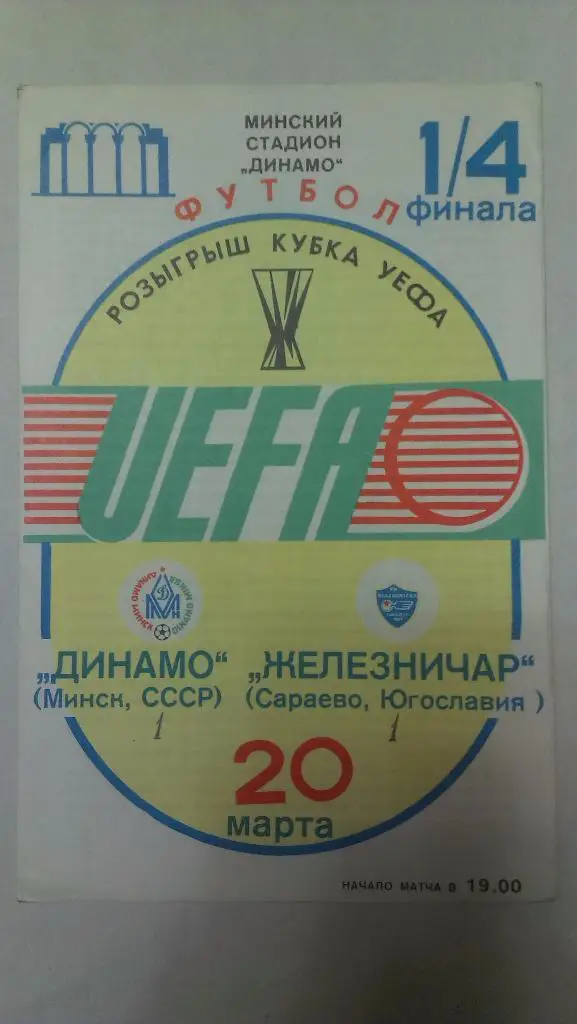 МИНСКИЙ
СТАДИОН
„ДИНАМО“
1/4
финала
ФУТБОЛ
РОЗЫГРЫШ КУБКА УЕФА
UEFA
„ДИНАМО“
(Минск, СССР)
1
„ЖЕЛЕЗНИЧАР“
(Сараево, Югославия )
1
20
марта
НАЧАЛО МАТЧА В 19.00